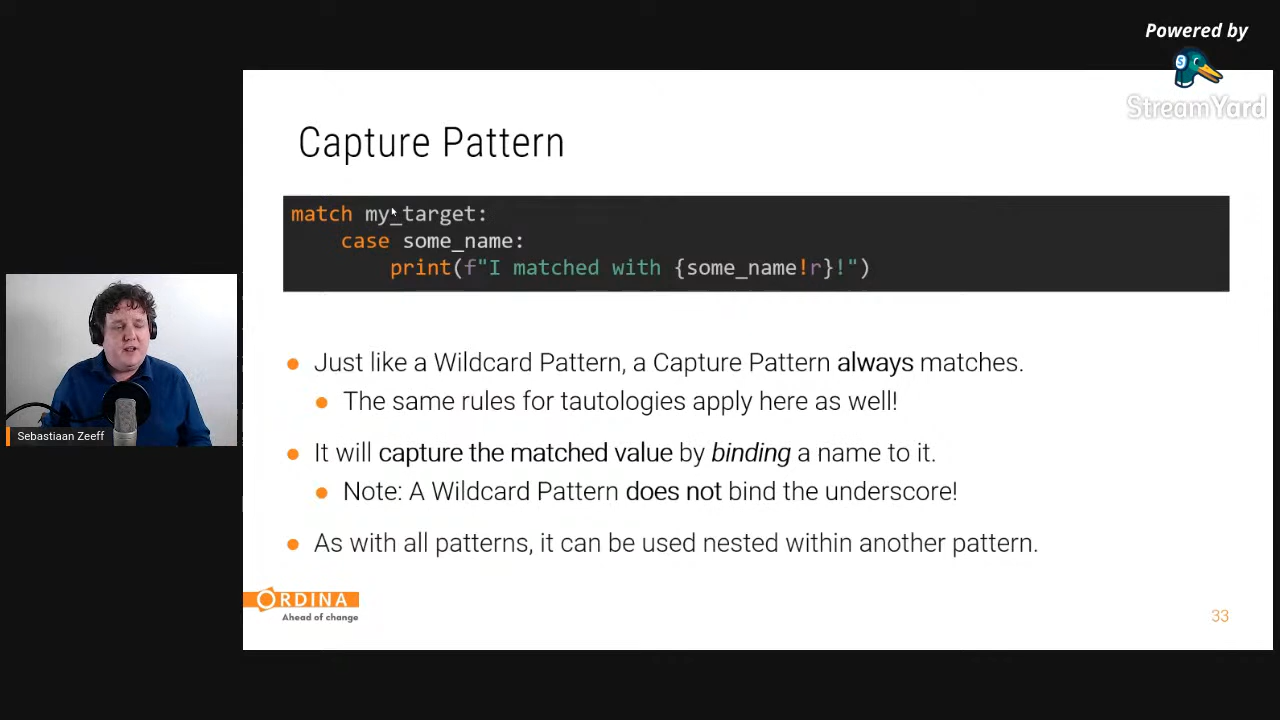 Powered by
StreamYard
Capture Pattern
match my_target:
case some_name:
print(f"I matched with {some_name!r}!")
Just like a Wildcard Pattern, a Capture Pattern always matches.
The same rules for tautologies apply here as well!
It will capture the matched value by binding a name to it.
Note: A Wildcard Pattern does not bind the underscore!
As with all patterns, it can be used nested within another pattern.
Sebastiaan Zeeff
ORDINA
Ahead of change
33